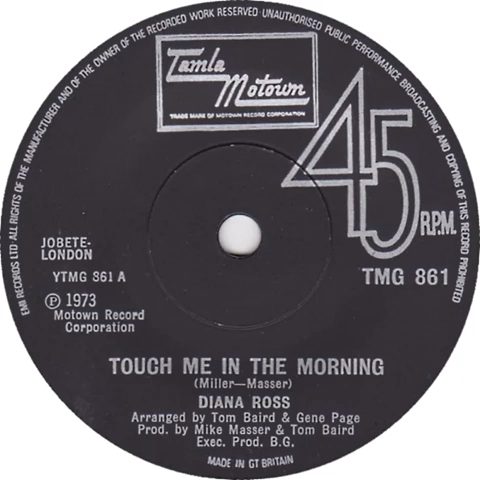 EMI RECORDS LTD·ALL RIGHTS OF THE MANUFACTURER AND OF THE OWNER OF THE RECORDED WORK RESERVED·UNAUTHORISED PUBLIC PERFORMANCE BROADCASTING AND COPYING OF THIS RECORD PROHIBITED
Tamla
Motown
TRADE MARK OF MOTOWN RECORD CORPORATION
45 R.P.M.
JOBETE-
LONDON
YTMG 861 A
TMG 861
Ⓟ 1973
Motown Record
Corporation
TOUCH ME IN THE MORNING
(Miller—Masser)
DIANA ROSS
Arranged by Tom Baird & Gene Page
Prod. by Mike Masser & Tom Baird
Exec. Prod. B.G.
MADE IN GT BRITAIN